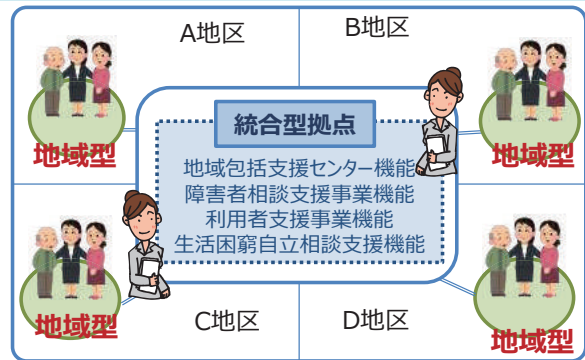 A地区
B地区
地域型
地域型
統合型拠点
地域包括支援センター機能
障害者相談支援事業機能
利用者支援事業機能
生活困窮自立相談支援機能
地域型
地域型
C地区
D地区